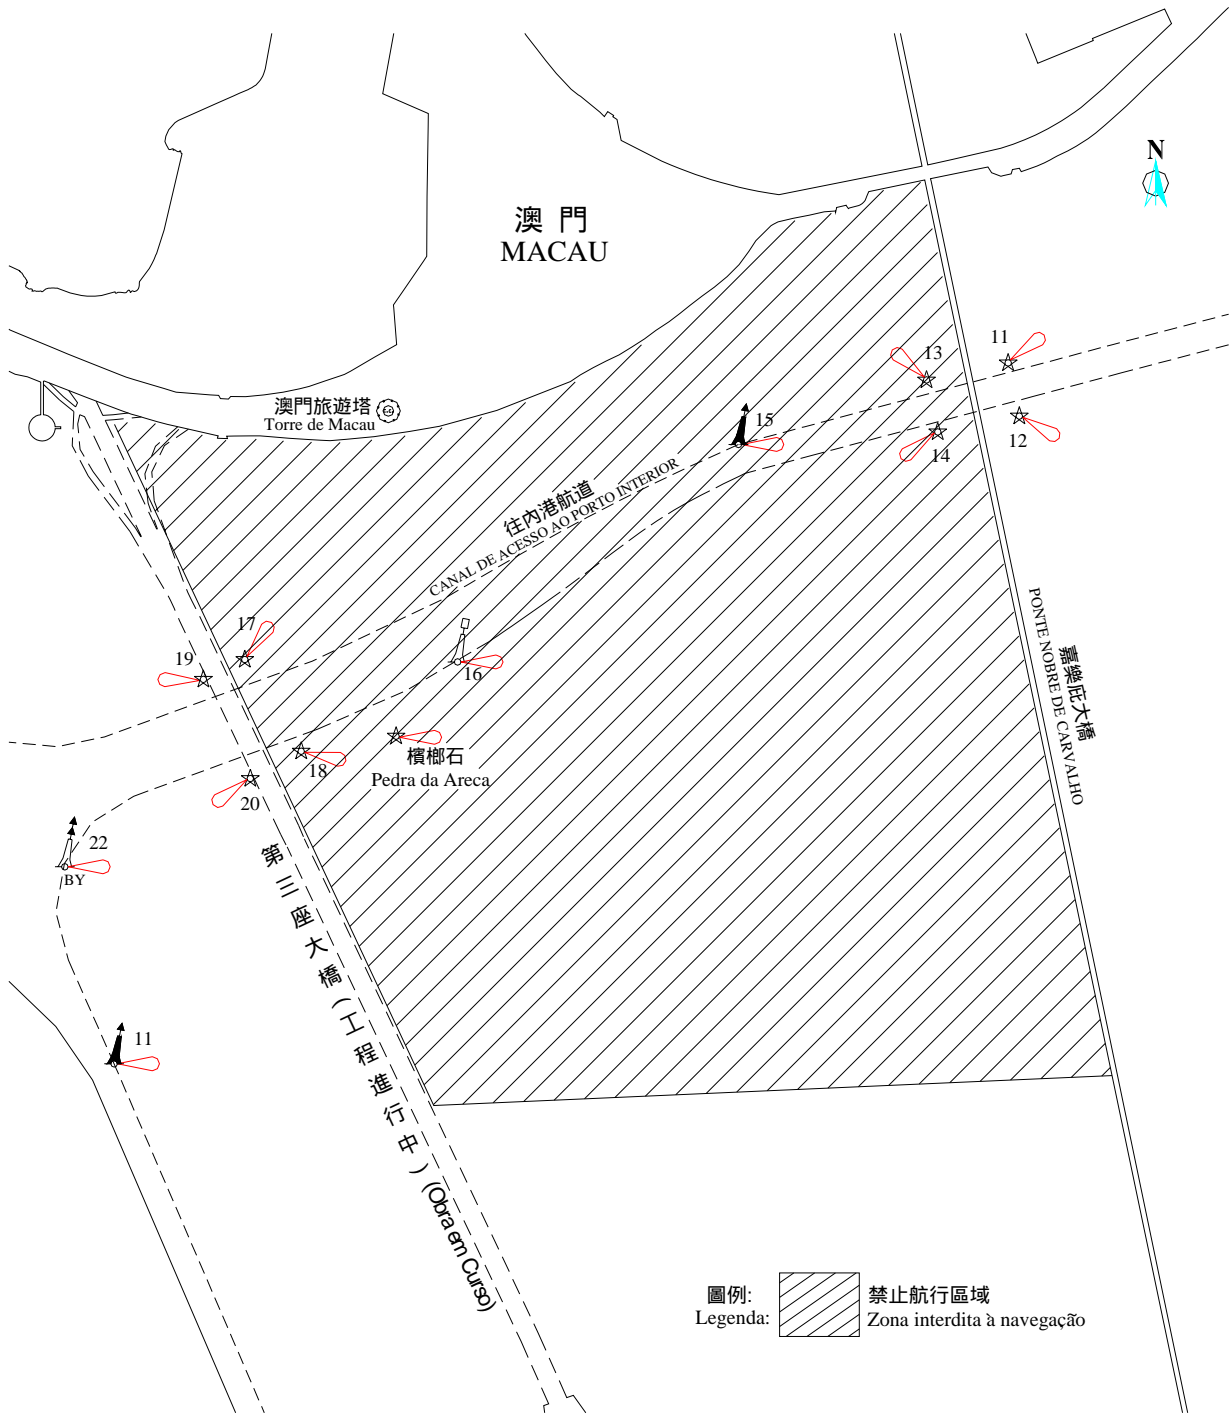 N
澳 門
MACAU
11
13
澳門旅遊塔
Torre de Macau
15
12
14
往內港航道
CANAL DE ACESSO AO PORTO INTERIOR
17
19
16
嘉樂庇大橋
PONTE NOBRE DE CARVALHO
檳榔石
Pedra da Areca
18
20
22
BY
第三座大橋(工程進行中) (Obra em Curso)
11
圖例:
Legenda:
禁止航行區域
Zona interdita à navegação